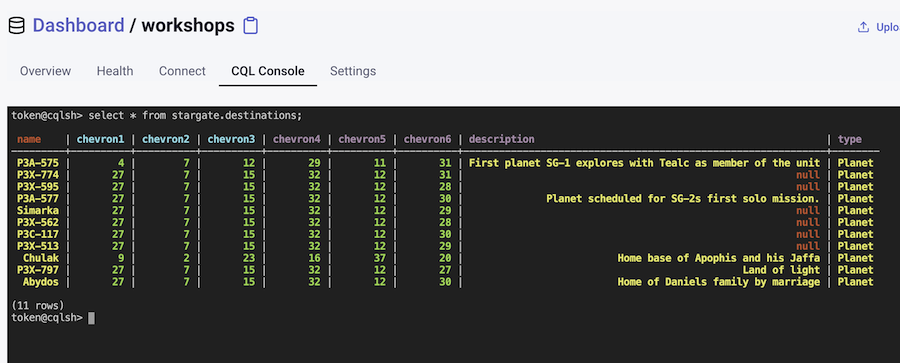 Dashboard / workshops
Uplo
Overview Health Connect CQL Console Settings
token@cqlsh> select * from stargate.destinations;
name | chevron1 | chevron2 | chevron3 | chevron4 | chevron5 | chevron6 | description | type
P3A-575 | 4 | 7 | 12 | 29 | 11 | 31 | First planet SG-1 explores with Tealc as member of the unit | Planet
P3X-774 | 27 | 7 | 15 | 32 | 12 | 31 | null | Planet
P3X-595 | 27 | 7 | 15 | 32 | 12 | 28 | null | Planet
P3A-577 | 27 | 7 | 15 | 32 | 12 | 30 | Planet scheduled for SG-2s first solo mission. | Planet
Simarka | 27 | 7 | 15 | 32 | 12 | 29 | null | Planet
P3X-562 | 27 | 7 | 15 | 32 | 12 | 28 | null | Planet
P3C-117 | 27 | 7 | 15 | 32 | 12 | 30 | null | Planet
P3X-513 | 27 | 7 | 15 | 32 | 12 | 29 | null | Planet
Chulak | 9 | 2 | 23 | 16 | 37 | 20 | Home base of Apophis and his Jaffa | Planet
P3X-797 | 27 | 7 | 15 | 32 | 12 | 27 | Land of light | Planet
Abydos | 27 | 7 | 15 | 32 | 12 | 30 | Home of Daniels family by marriage | Planet
(11 rows)
token@cqlsh>